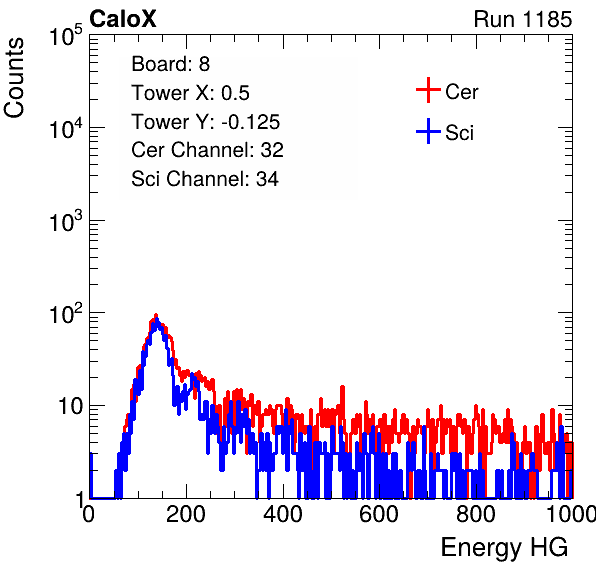 CaloX Run 1185
Counts
10^5
10^4
10^3
10^2
10
1
Board: 8
Tower X: 0.5
Tower Y: -0.125
Cer Channel: 32
Sci Channel: 34
Cer
Sci
0 200 400 600 800 1000
Energy HG